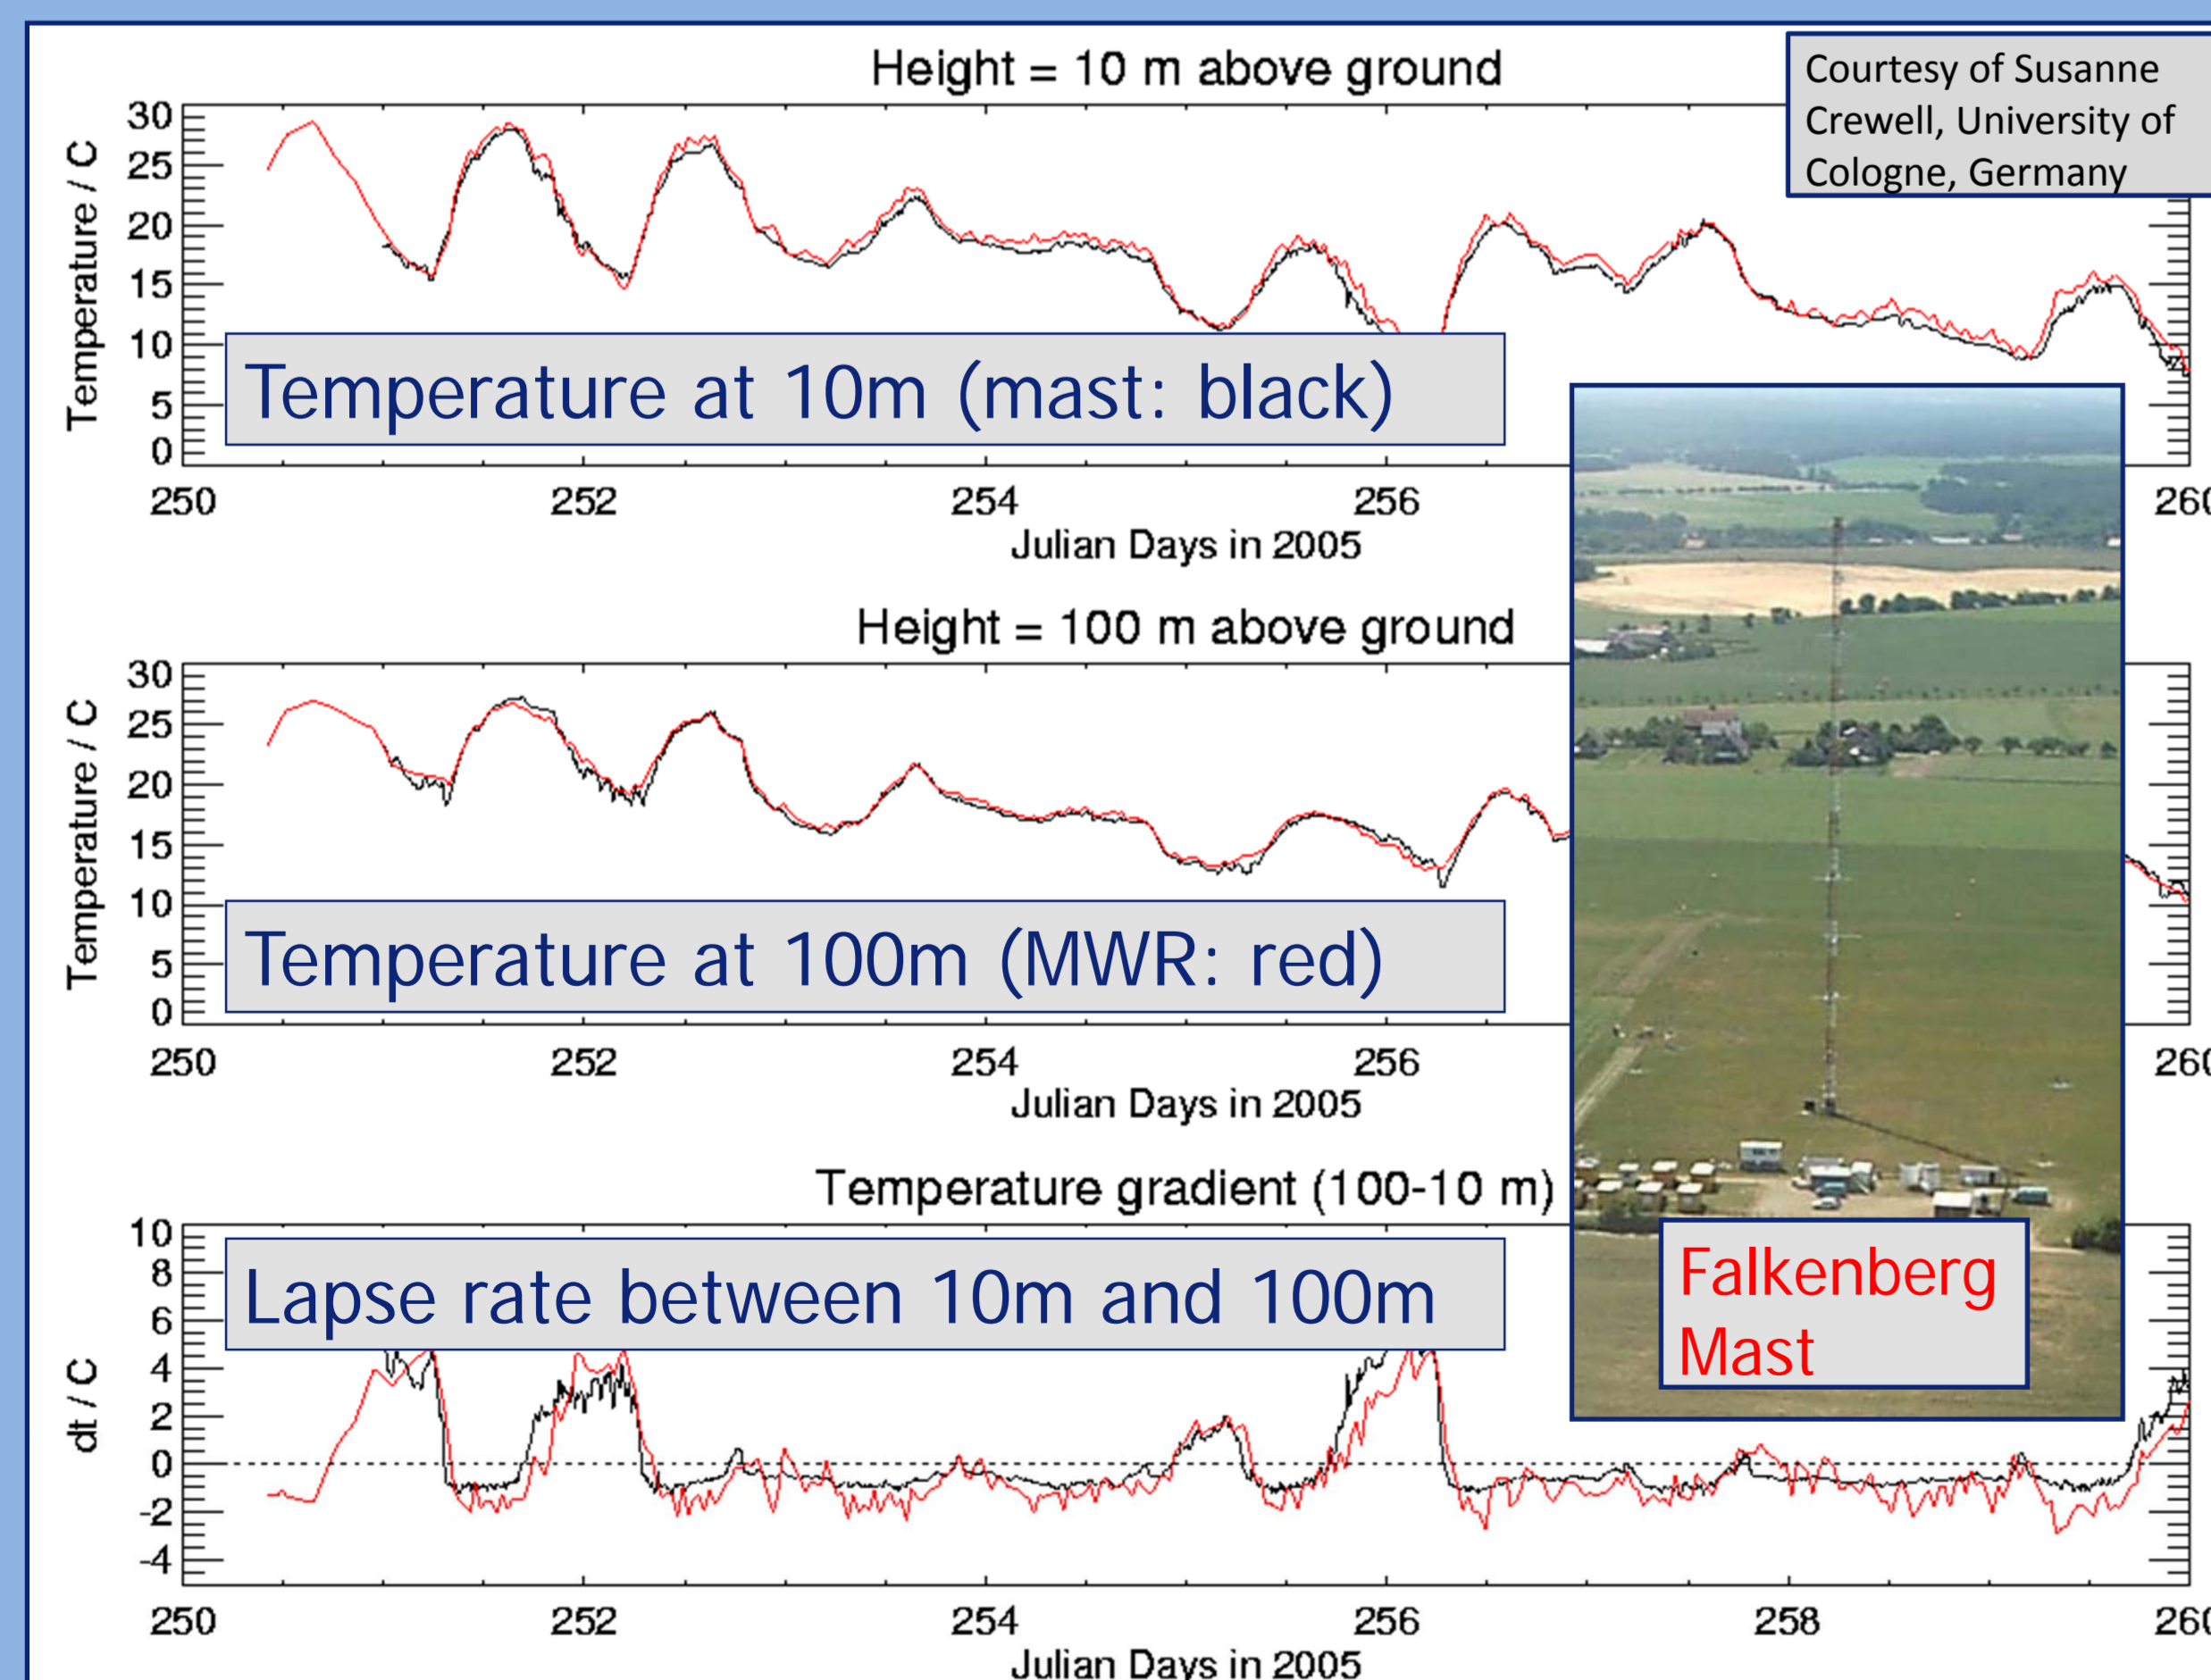 Height = 10 m above ground
Courtesy of Susanne
Crewell, University of
Cologne, Germany
Temperature / C
30
25
20
15
10
5
0
Temperature at 10m (mast: black)
250
252
254
256
260
Julian Days in 2005
Height = 100 m above ground
Temperature / C
30
25
20
15
10
5
0
Temperature at 100m (MWR: red)
250
252
254
256
260
Julian Days in 2005
Temperature gradient (100-10 m)
dt / C
10
8
6
4
2
0
-2
-4
Lapse rate between 10m and 100m
Falkenberg
Mast
250
252
254
256
258
260
Julian Days in 2005